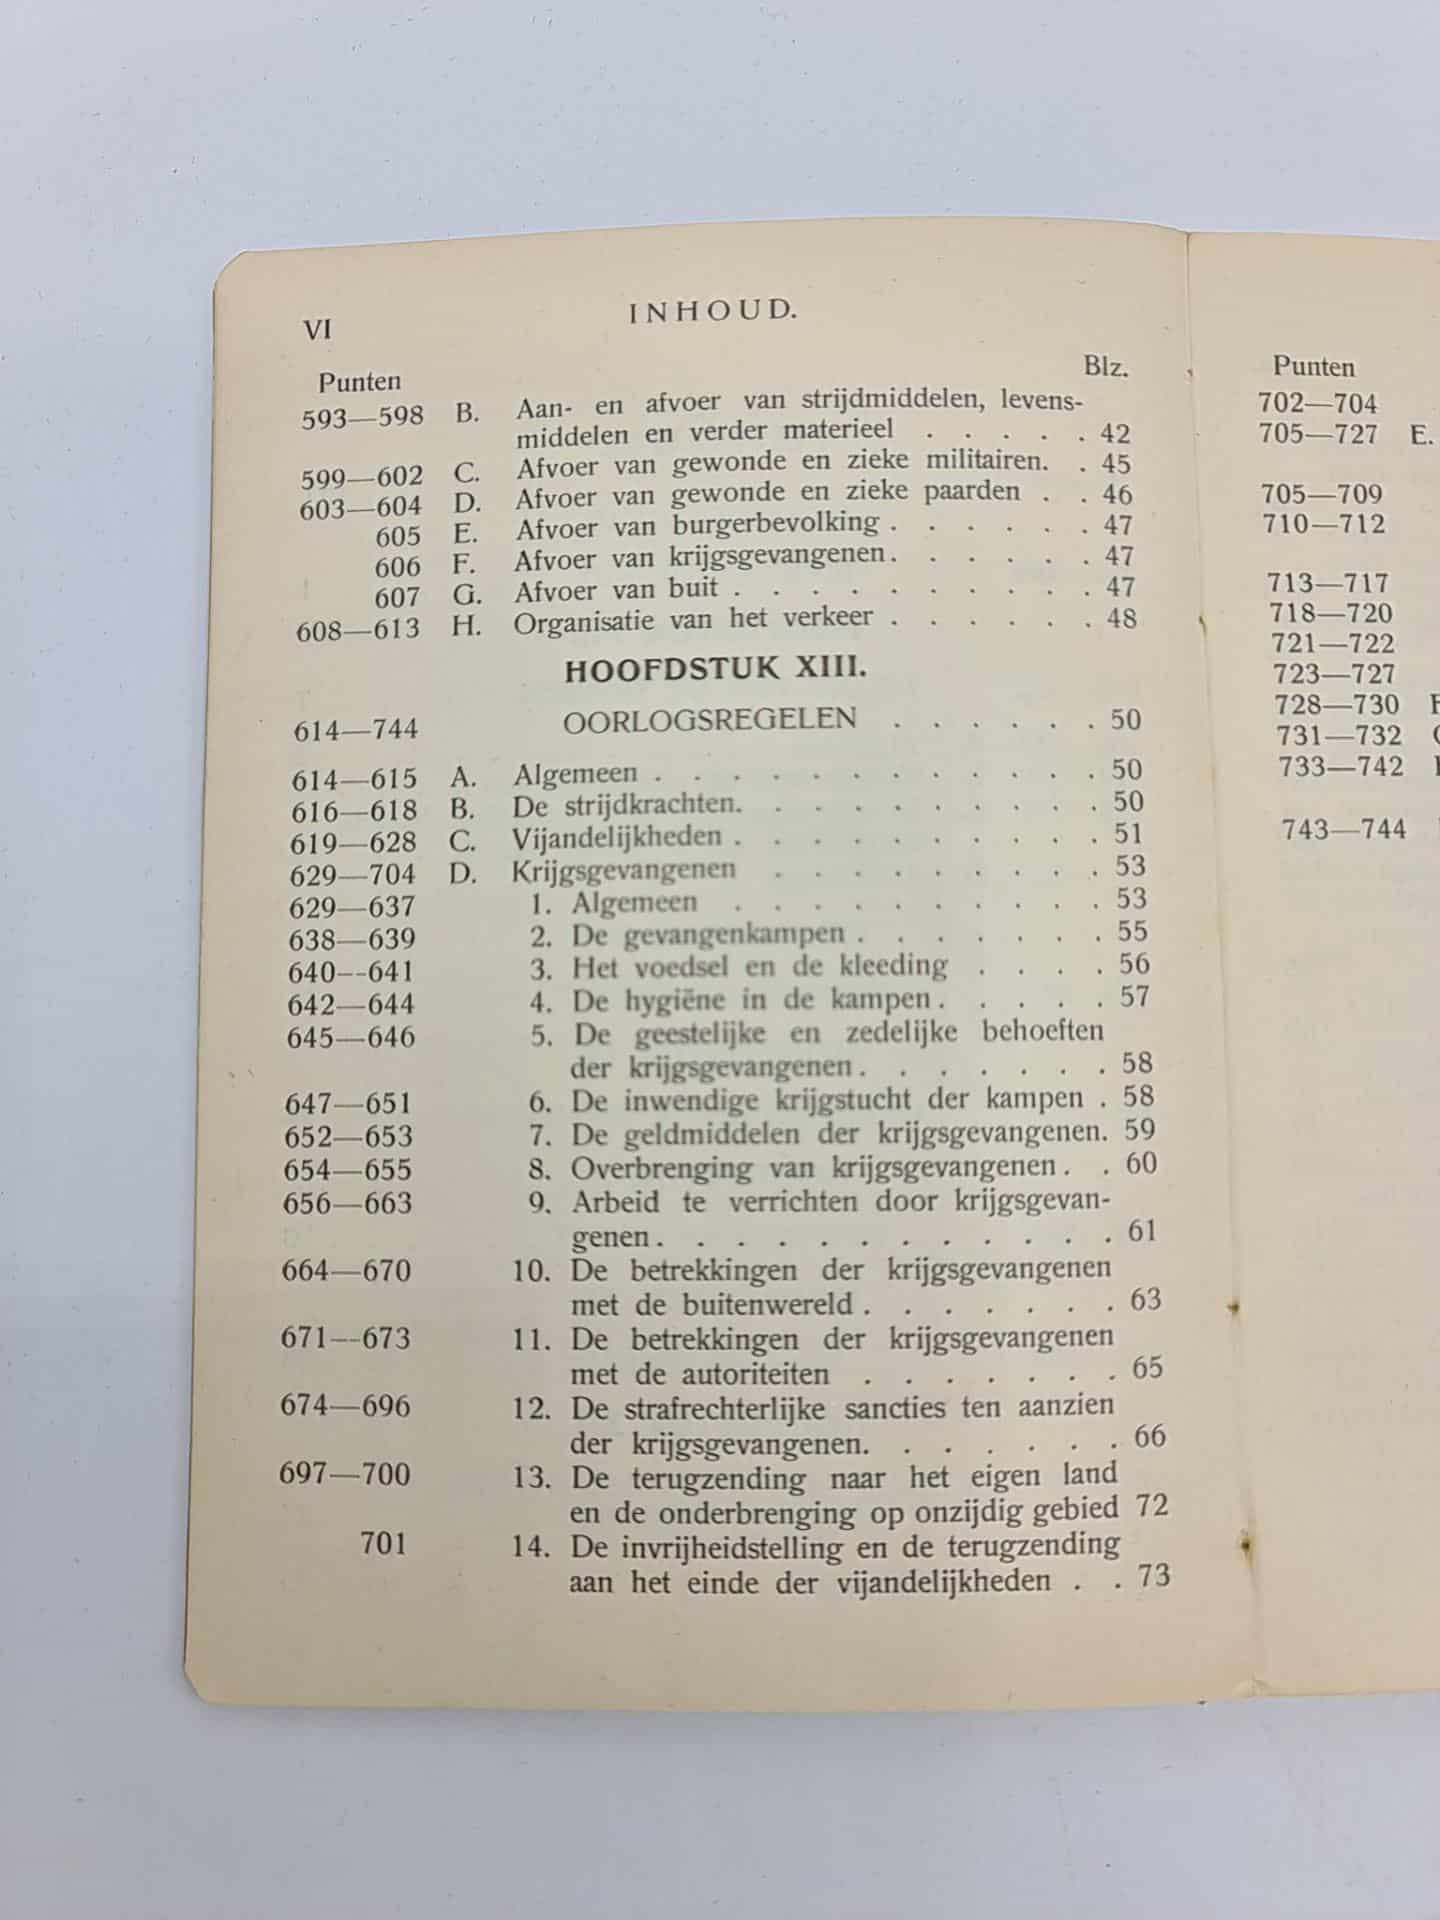 VI INHOUD.
Punten Blz.
593—598 B. Aan- en afvoer van strijdmiddelen, levens-
middelen en verder materieel . . . . . 42
599—602 C. Afvoer van gewonde en zieke militairen. . 45
603—604 D. Afvoer van gewonde en zieke paarden . . 46
605 E. Afvoer van burgerbevolking . . . . . . 47
606 F. Afvoer van krijgsgevangenen. . . . . . 47
607 G. Afvoer van buit . . . . . . . . . . 47
608—613 H. Organisatie van het verkeer . . . . . . 48
HOOFDSTUK XIII.
614—744 OORLOGSREGELEN . . . . . . 50
614—615 A. Algemeen . . . . . . . . . . . . 50
616—618 B. De strijdkrachten. . . . . . . . . . 50
619—628 C. Vijandelijkheden . . . . . . . . . . 51
629—704 D. Krijgsgevangenen . . . . . . . . . 53
629—637 1. Algemeen . . . . . . . . . . 53
638—639 2. De gevangenkampen . . . . . . . 55
640--641 3. Het voedsel en de kleeding . . . . 56
642—644 4. De hygiëne in de kampen . . . . . 57
645—646 5. De geestelijke en zedelijke behoeften
der krijgsgevangenen . . . . . . . 58
647—651 6. De inwendige krijgstucht der kampen . 58
652—653 7. De geldmiddelen der krijgsgevangenen. 59
654—655 8. Overbrenging van krijgsgevangenen . . 60
656—663 9. Arbeid te verrichten door krijgsgevan-
genen . . . . . . . . . . . . 61
664—670 10. De betrekkingen der krijgsgevangenen
met de buitenwereld . . . . . . . 63
671—673 11. De betrekkingen der krijgsgevangenen
met de autoriteiten . . . . . . . 65
674—696 12. De strafrechterlijke sancties ten aanzien
der krijgsgevangenen. . . . . . . 66
697—700 13. De terugzending naar het eigen land
en de onderbrenging op onzijdig gebied 72
701 14. De invrijheidstelling en de terugzending
aan het einde der vijandelijkheden . . 73
Punten
702—704
705—727 E.
705—709
710—712
713—717
718—720
721—722
723—727
728—730
731—732
733—742
743—744